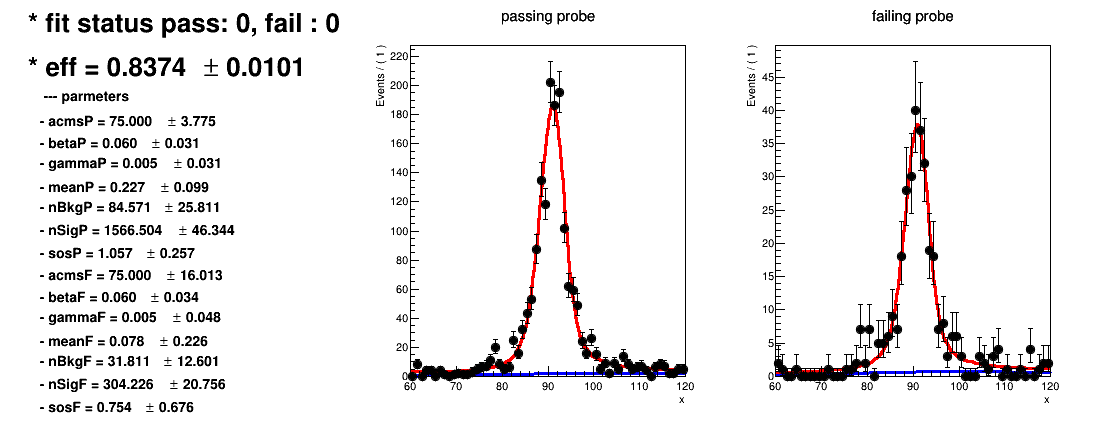 * fit status pass: 0, fail : 0
* eff = 0.8374 ± 0.0101
--- parmeters
- acmsP = 75.000 ± 3.775
- betaP = 0.060 ± 0.031
- gammaP = 0.005 ± 0.031
- meanP = 0.227 ± 0.099
- nBkgP = 84.571 ± 25.811
- nSigP = 1566.504 ± 46.344
- sosP = 1.057 ± 0.257
- acmsF = 75.000 ± 16.013
- betaF = 0.060 ± 0.034
- gammaF = 0.005 ± 0.048
- meanF = 0.078 ± 0.226
- nBkgF = 31.811 ± 12.601
- nSigF = 304.226 ± 20.756
- sosF = 0.754 ± 0.676
passing probe
Events / ( 1 )
220
200
180
160
140
120
100
80
60
40
20
0
60 70 80 90 100 110 120
x
failing probe
Events / ( 1 )
45
40
35
30
25
20
15
10
5
0
60 70 80 90 100 110 120
x